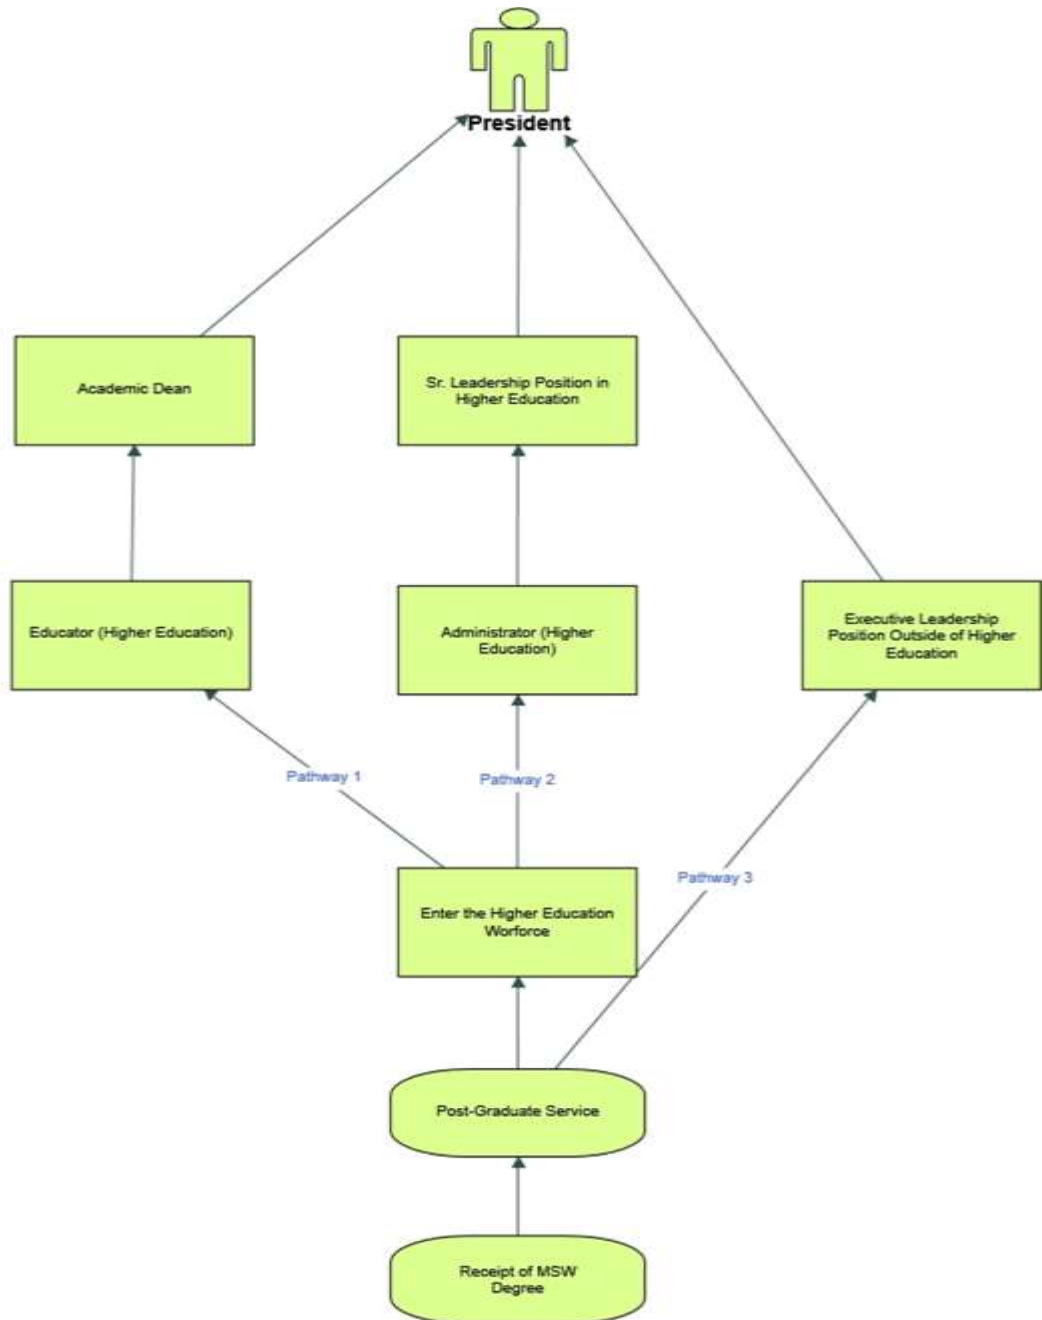 President
Academic Dean
Sr. Leadership Position in
Higher Education
Educator (Higher Education)
Administrator (Higher
Education)
Executive Leadership
Position Outside of Higher
Education
Pathway 1
Pathway 2
Pathway 3
Enter the Higher Education
Worforce
Post-Graduate Service
Receipt of MSW
Degree